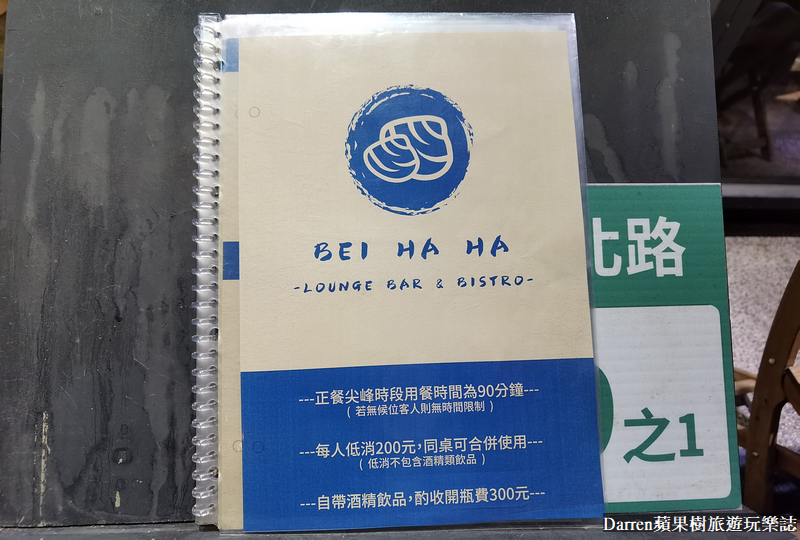 BEI HA HA
-LOUNGE BAR & BISTRO-
---正餐尖峰時段用餐時間為90分鐘---
( 若無候位客人則無時間限制 )
---每人低消200元，同桌可合併使用---
( 低消不包含酒精類飲品 )
---自帶酒精飲品，酌收開瓶費300元---
北路
之1
Darren蘋果樹旅遊玩樂誌